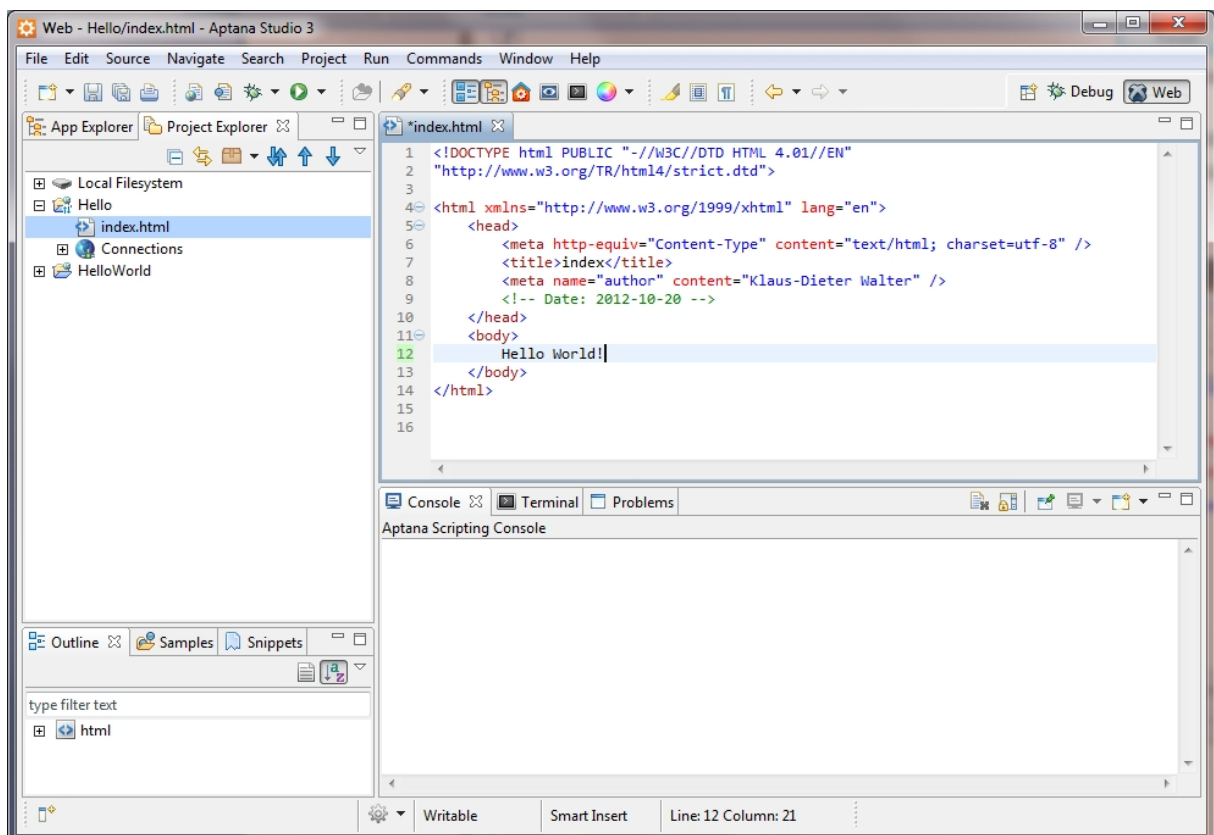 Web - Hello/index.html - Aptana Studio 3
File Edit Source Navigate Search Project Run Commands Window Help
Debug Web
App Explorer Project Explorer
Local Filesystem
Hello
index.html
Connections
HelloWorld
*index.html
1 <!DOCTYPE html PUBLIC "-//W3C//DTD HTML 4.01//EN"
2 "http://www.w3.org/TR/html4/strict.dtd">
3
4 <html xmlns="http://www.w3.org/1999/xhtml" lang="en">
5 <head>
6 <meta http-equiv="Content-Type" content="text/html; charset=utf-8" />
7 <title>index</title>
8 <meta name="author" content="Klaus-Dieter Walter" />
9 <!-- Date: 2012-10-20 -->
10 </head>
11 <body>
12 Hello World!
13 </body>
14 </html>
15
16
Console Terminal Problems
Aptana Scripting Console
Outline Samples Snippets
type filter text
html
Writable Smart Insert Line: 12 Column: 21